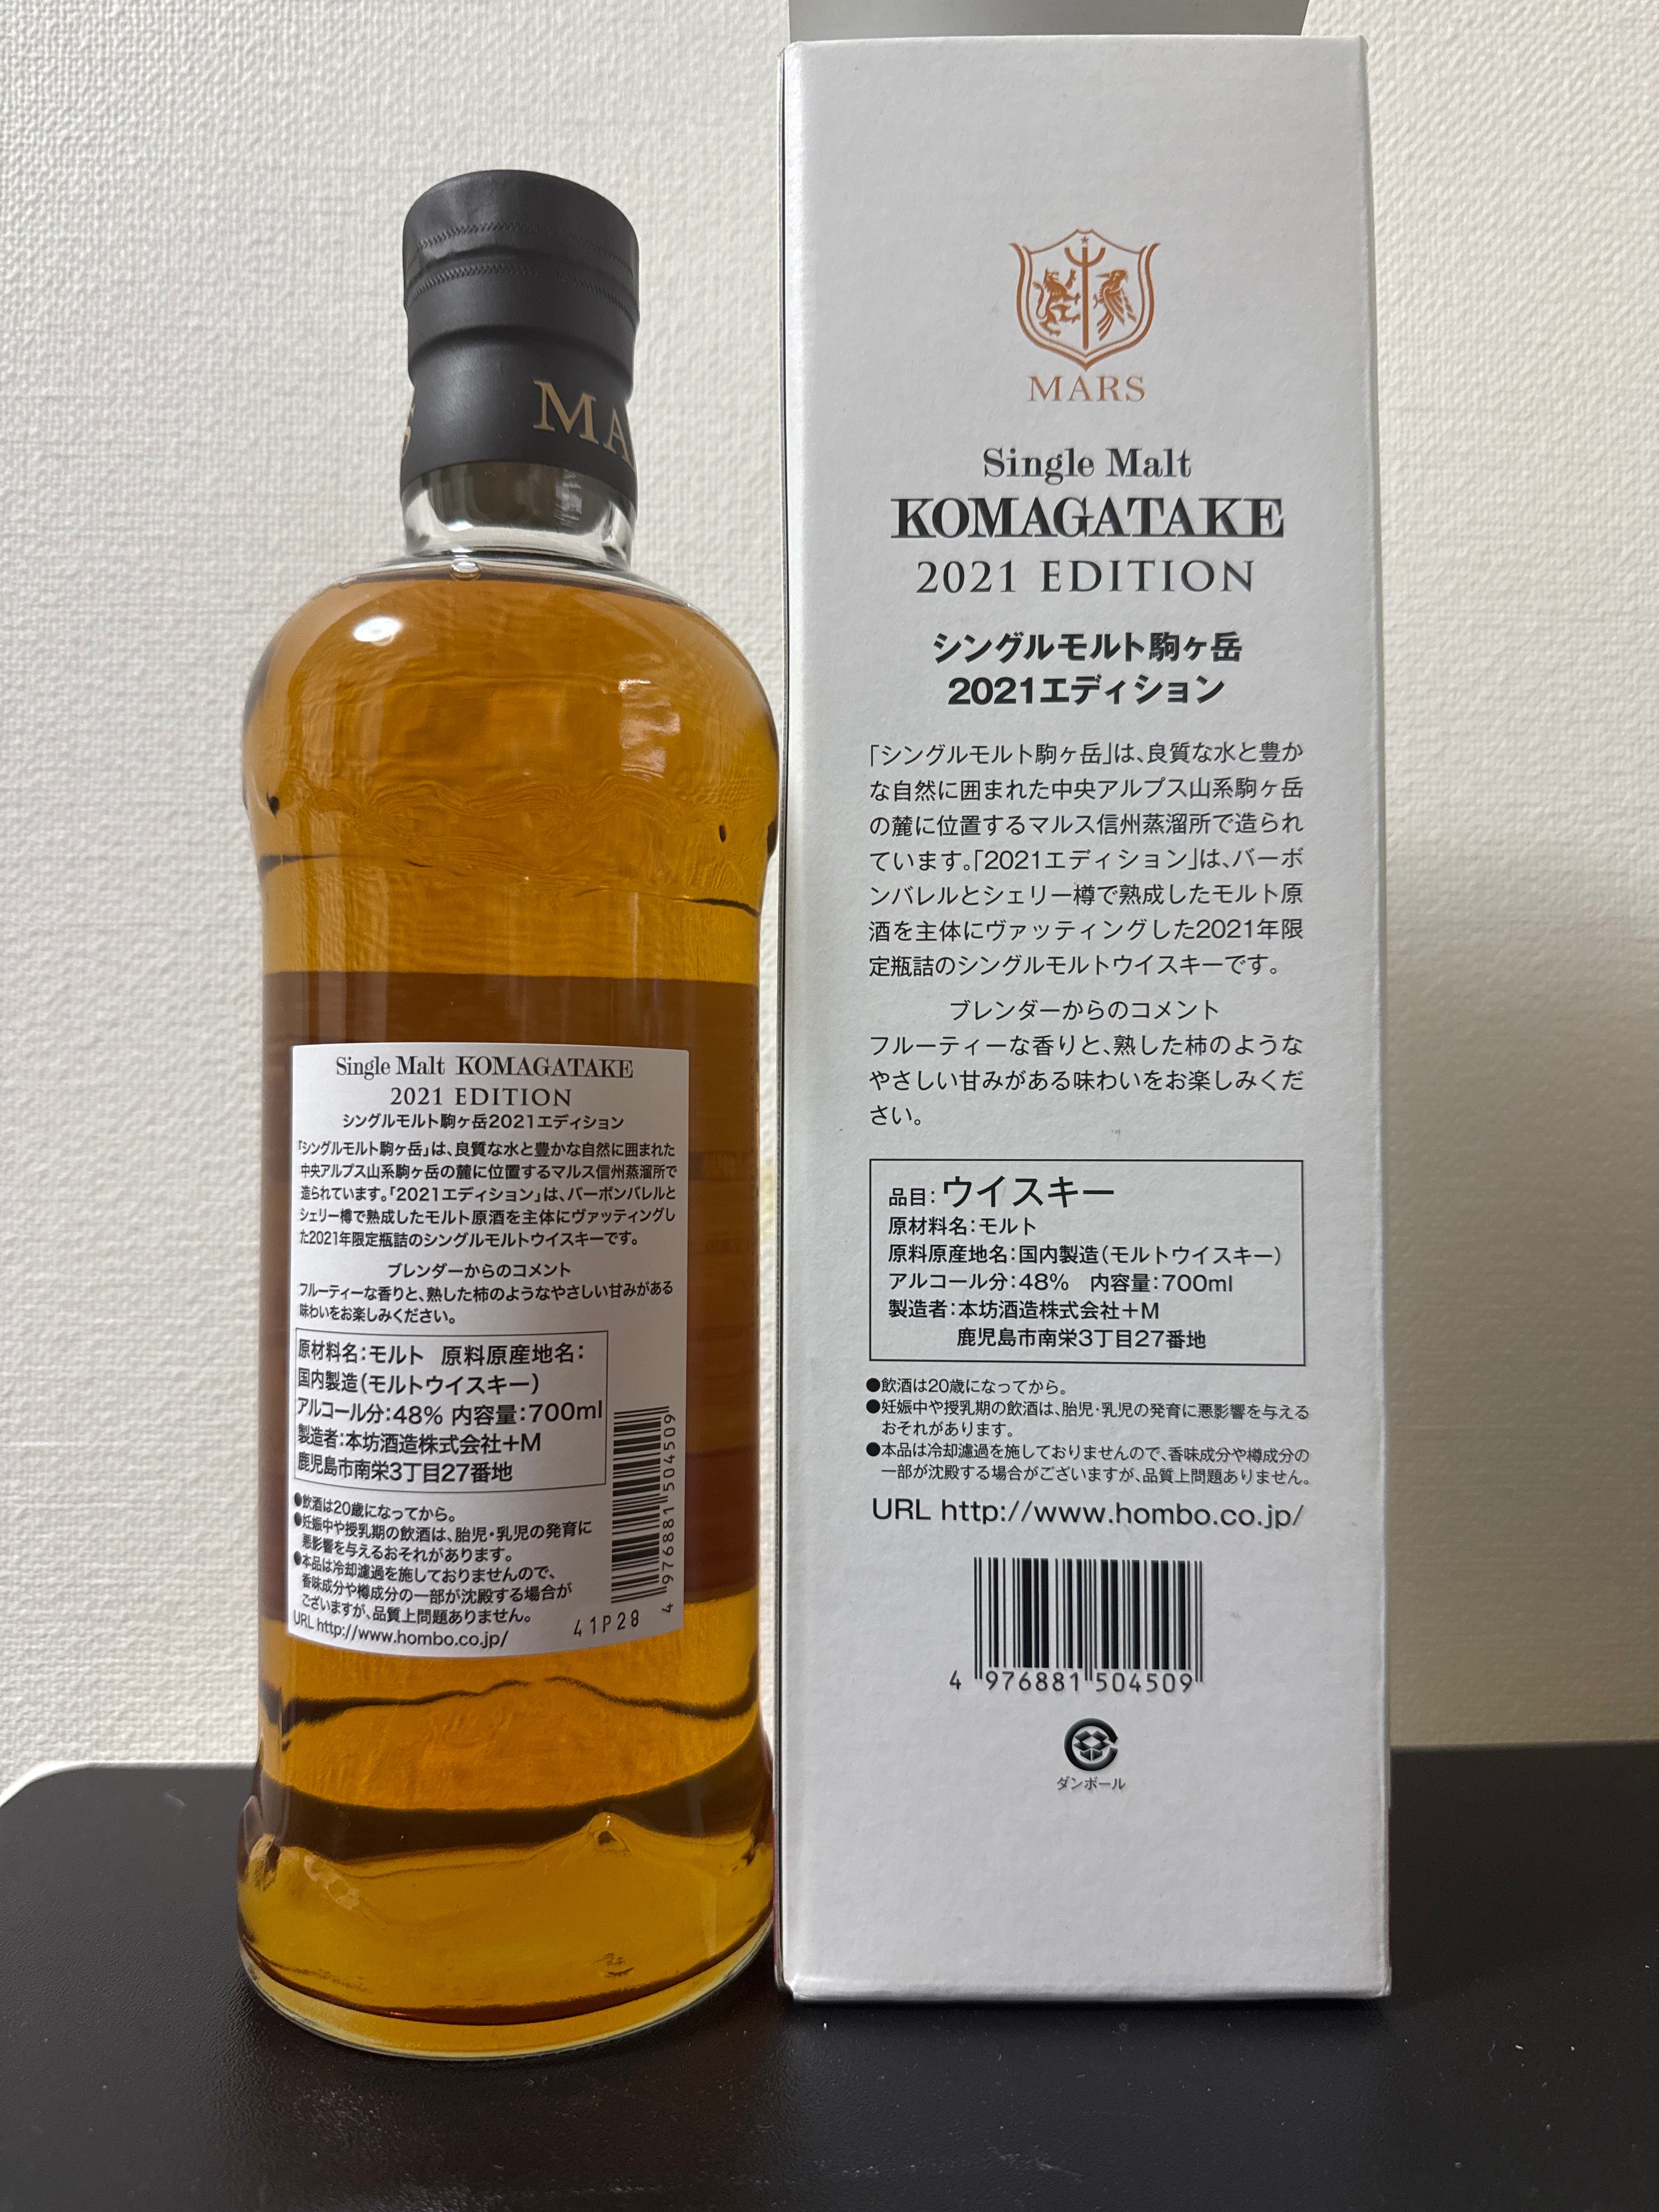 MA
Single Malt KOMAGATAKE
2021 EDITION
シングルモルト駒ヶ岳2021エディション
「シングルモルト駒ヶ岳」は、良質な水と豊かな自然に囲まれた
中央アルプス山系駒ヶ岳の麓に位置するマルス信州蒸溜所で
造られています。「2021エディション」は、バーボンバレルと
シェリー樽で熟成したモルト原酒を主体にヴァッティングし
た2021年限定瓶詰のシングルモルトウイスキーです。
ブレンダーからのコメント
フルーティーな香りと、熟した柿のようなやさしい甘みがある
味わいをお楽しみください。
原材料名:モルト 原料原産地名:
国内製造(モルトウイスキー)
アルコール分:48% 内容量:700ml
製造者:本坊酒造株式会社+M
鹿児島市南栄3丁目27番地
●飲酒は20歳になってから。
●妊娠中や授乳期の飲酒は、胎児・乳児の発育に
悪影響を与えるおそれがあります。
●本品は冷却濾過を施しておりませんので、
香味成分や樽成分の一部が沈殿する場合が
ございますが、品質上問題ありません。
URL http://www.hombo.co.jp/
4 976881 504509
41P28
MARS
Single Malt
KOMAGATAKE
2021 EDITION
シングルモルト駒ヶ岳
2021エディション
「シングルモルト駒ヶ岳」は、良質な水と豊か
な自然に囲まれた中央アルプス山系駒ヶ岳
の麓に位置するマルス信州蒸溜所で造られ
ています。「2021エディション」は、バーボ
ンバレルとシェリー樽で熟成したモルト原
酒を主体にヴァッティングした2021年限
定瓶詰のシングルモルトウイスキーです。
ブレンダーからのコメント
フルーティーな香りと、熟した柿のような
やさしい甘みがある味わいをお楽しみくだ
さい。
品目:ウイスキー
原材料名:モルト
原料原産地名:国内製造(モルトウイスキー)
アルコール分:48% 内容量:700ml
製造者:本坊酒造株式会社+M
鹿児島市南栄3丁目27番地
●飲酒は20歳になってから。
●妊娠中や授乳期の飲酒は、胎児・乳児の発育に悪影響を与える
おそれがあります。
●本品は冷却濾過を施しておりませんので、香味成分や樽成分の
一部が沈殿する場合がございますが、品質上問題ありません。
URL http://www.hombo.co.jp/
4 976881 504509
ダンボール